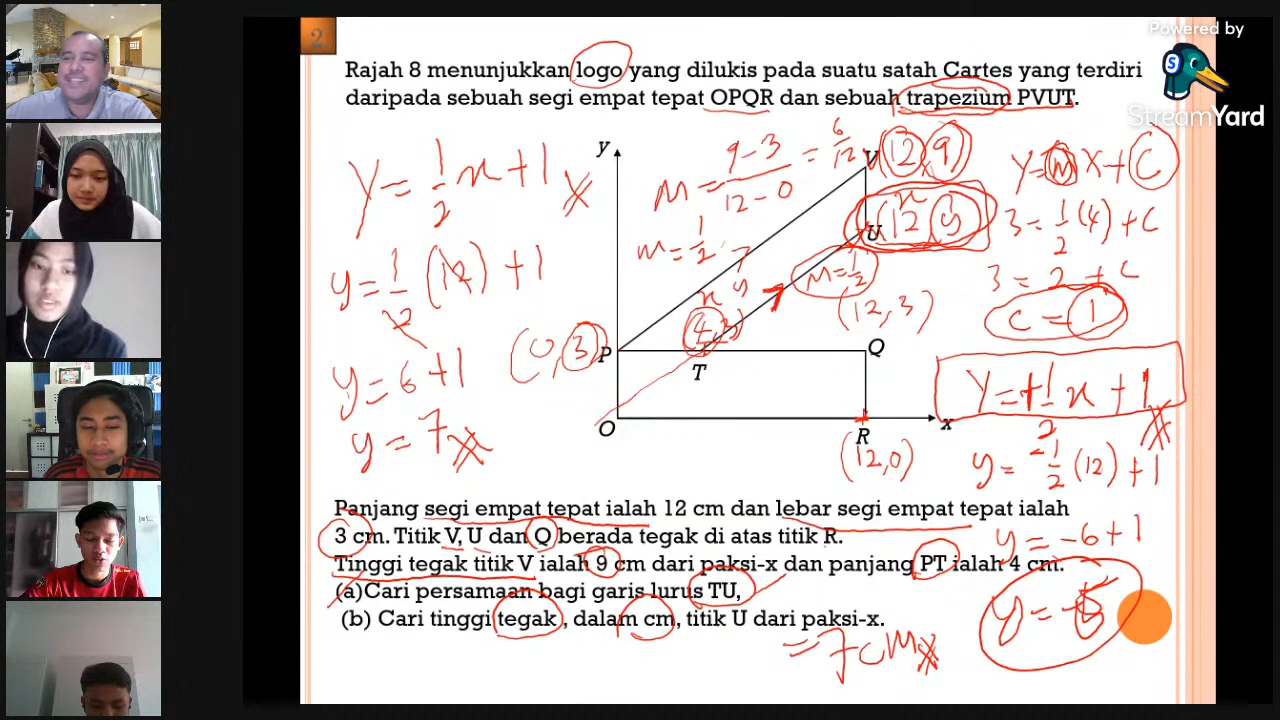 2
Powered by
StreamYard
Rajah 8 menunjukkan logo yang dilukis pada suatu satah Cartes yang terdiri
daripada sebuah segi empat tepat OPQR dan sebuah trapezium PVUT.
y = 1/2 x + 1
y = 1/2 (12) + 1
y = 6 + 1
y = 7
y
m = 9 - 3 / 12 - 0 = 6/12
m = 1/2
V (12, 9)
x y
U (12, y)
m = 1/2
x y
(4, 3)
(12, 3)
(0, 3) P
T
Q
O
R
x
(12, 0)
y = mx + c
3 = 1/2 (4) + c
3 = 2 + c
c = 1
y = +1/2 x + 1
y = 1/2 (12) + 1
y = -6 + 1
Panjang segi empat tepat ialah 12 cm dan lebar segi empat tepat ialah
3 cm. Titik V, U dan Q berada tegak di atas titik R.
Tinggi tegak titik V ialah 9 cm dari paksi-x dan panjang PT ialah 4 cm.
(a)Cari persamaan bagi garis lurus TU,
(b) Cari tinggi tegak , dalam cm, titik U dari paksi-x.
= 7 cm
y =